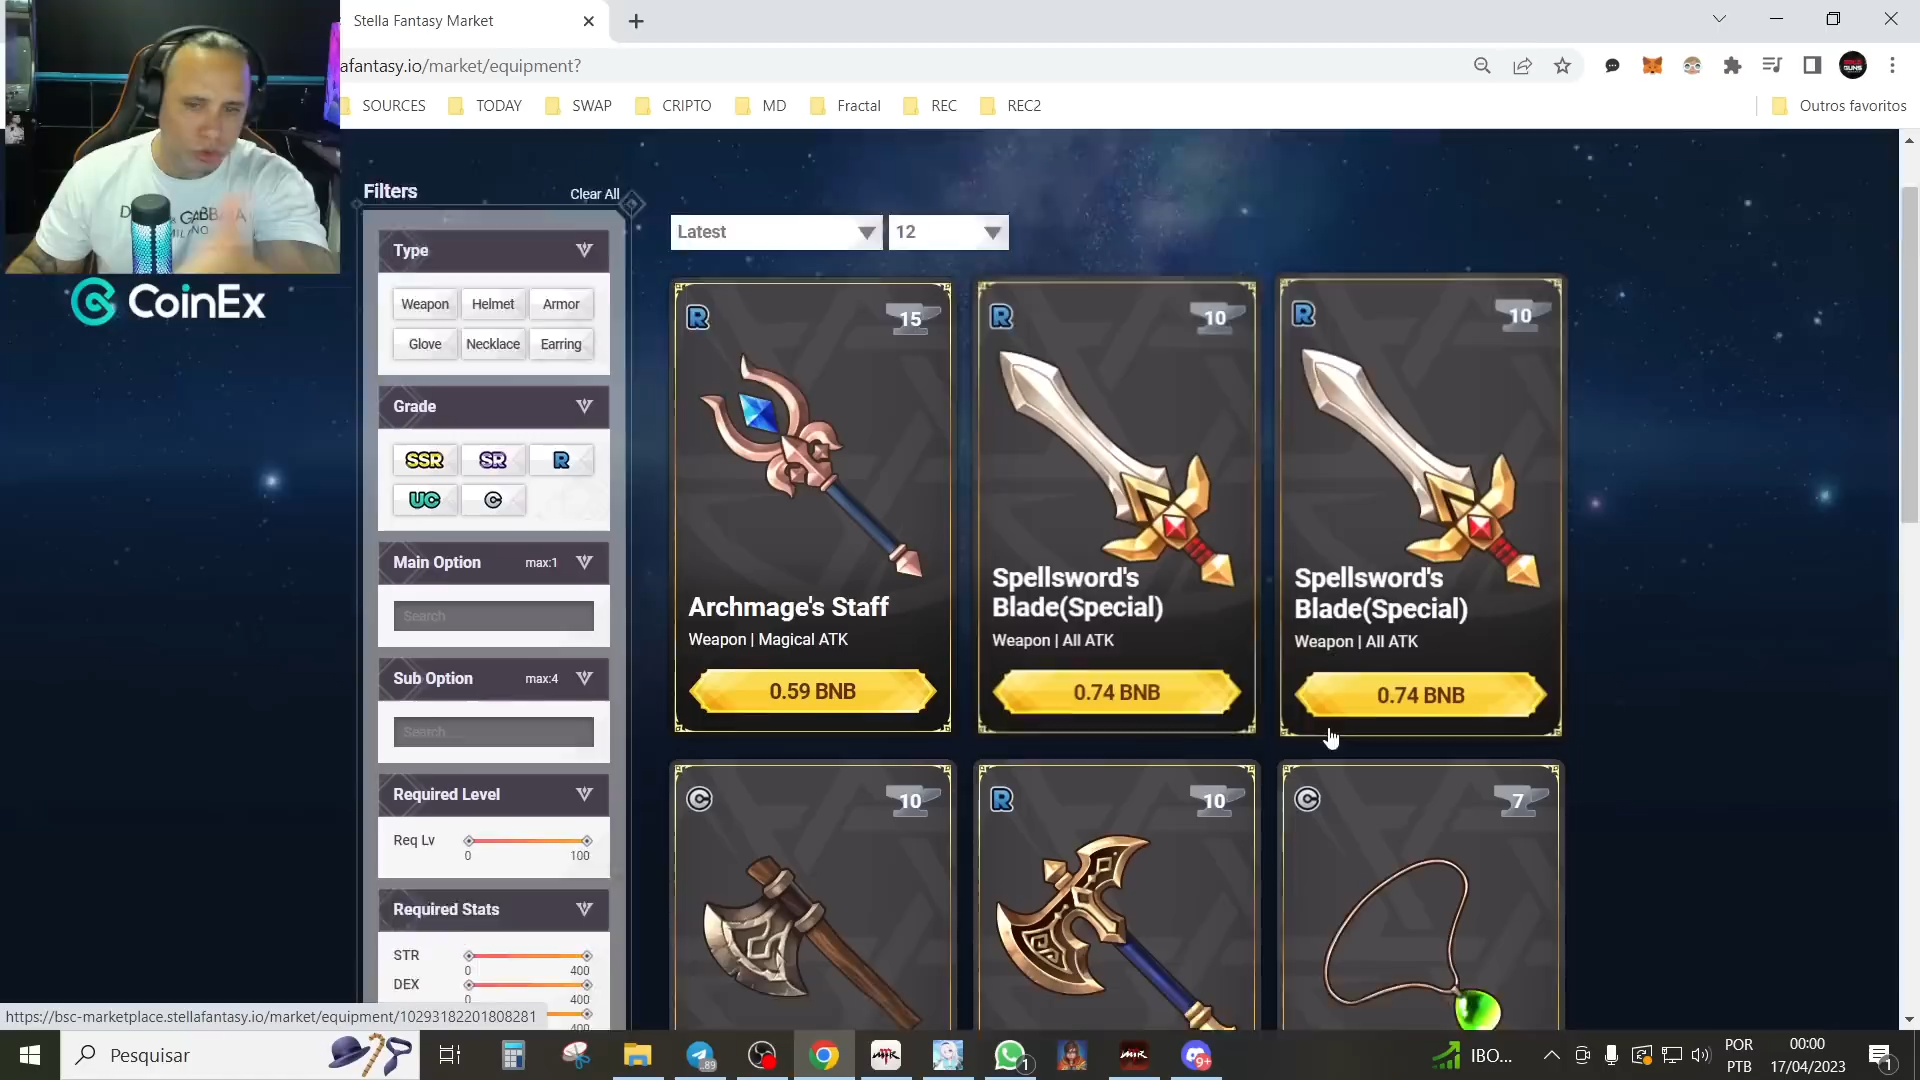 Stella Fantasy Market
afantasy.io/market/equipment?
SOURCES
TODAY
SWAP
CRIPTO
MD
Fractal
REC
REC2
Outros favoritos
CoinEx
Filters
Clear All
Type
Weapon
Helmet
Armor
Glove
Necklace
Earring
Grade
SSR
SR
R
UC
C
Main Option
max:1
Search
Sub Option
max:4
Search
Required Level
Req Lv
0
100
Required Stats
STR
0
400
DEX
0
400
400
Latest
12
R
15
Archmage's Staff
Weapon | Magical ATK
0.59 BNB
R
10
Spellsword's
Blade(Special)
Weapon | All ATK
0.74 BNB
R
10
Spellsword's
Blade(Special)
Weapon | All ATK
0.74 BNB
C
10
R
10
C
7
https://bsc-marketplace.stellafantasy.io/market/equipment/10293182201808281
Pesquisar
89
1
9+
IBO...
POR
PTB
00:00
17/04/2023
1